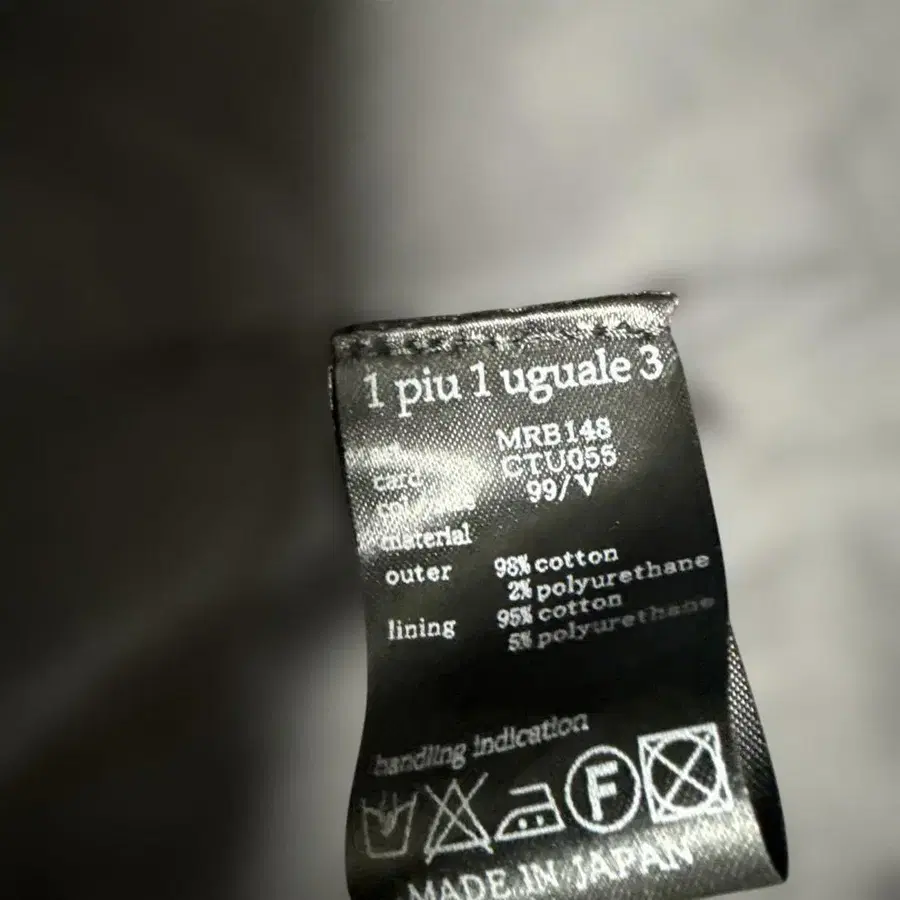 1 piu 1 uguale 3
MRB148
card CTU055
99/V
material
outer 98% cotton
2% polyurethane
lining 95% cotton
5% polyurethane
handling indication
F
MADE IN JAPAN